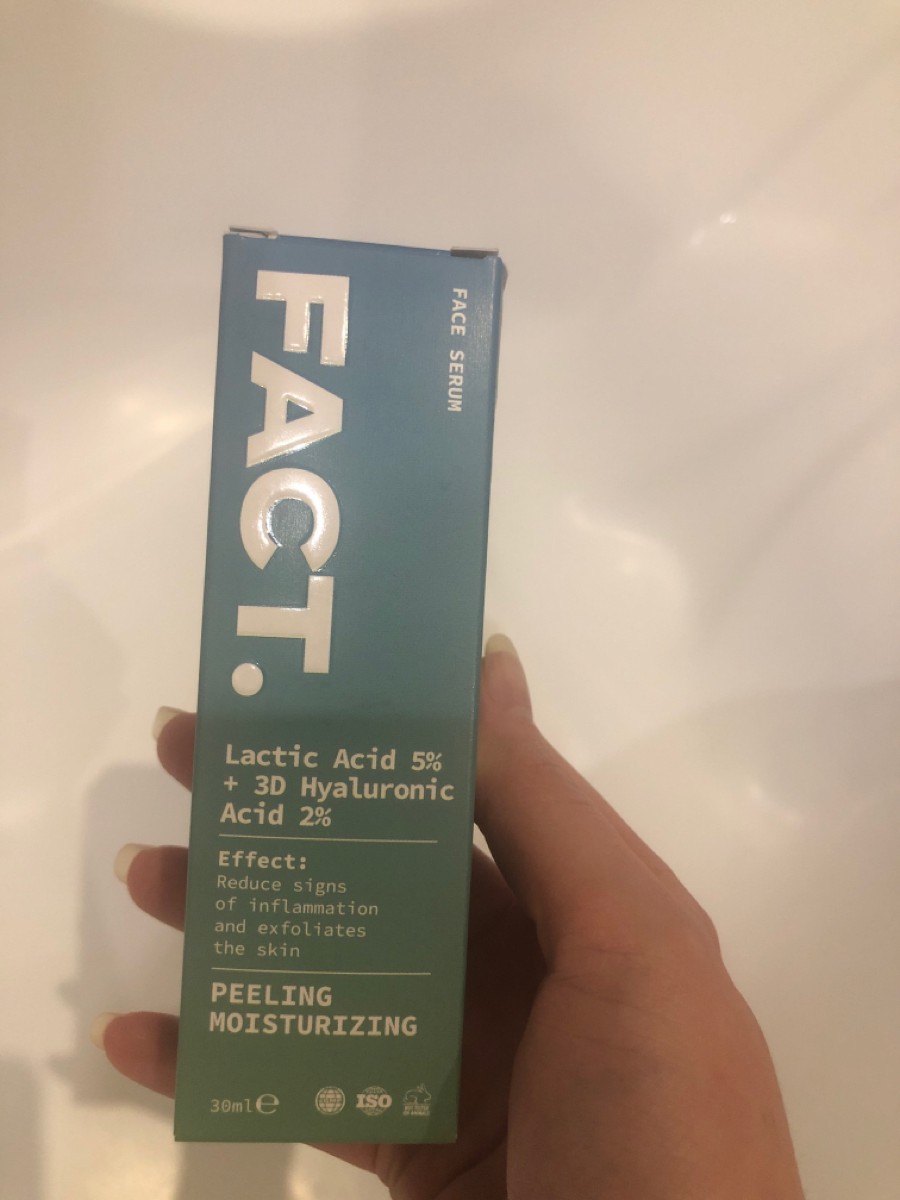 FACE SERUM
FACT.
Lactic Acid 5%
+ 3D Hyaluronic
Acid 2%
Effect:
Reduce signs
of inflammation
and exfoliates
the skin
PEELING
MOISTURIZING
30ml℮
ISO